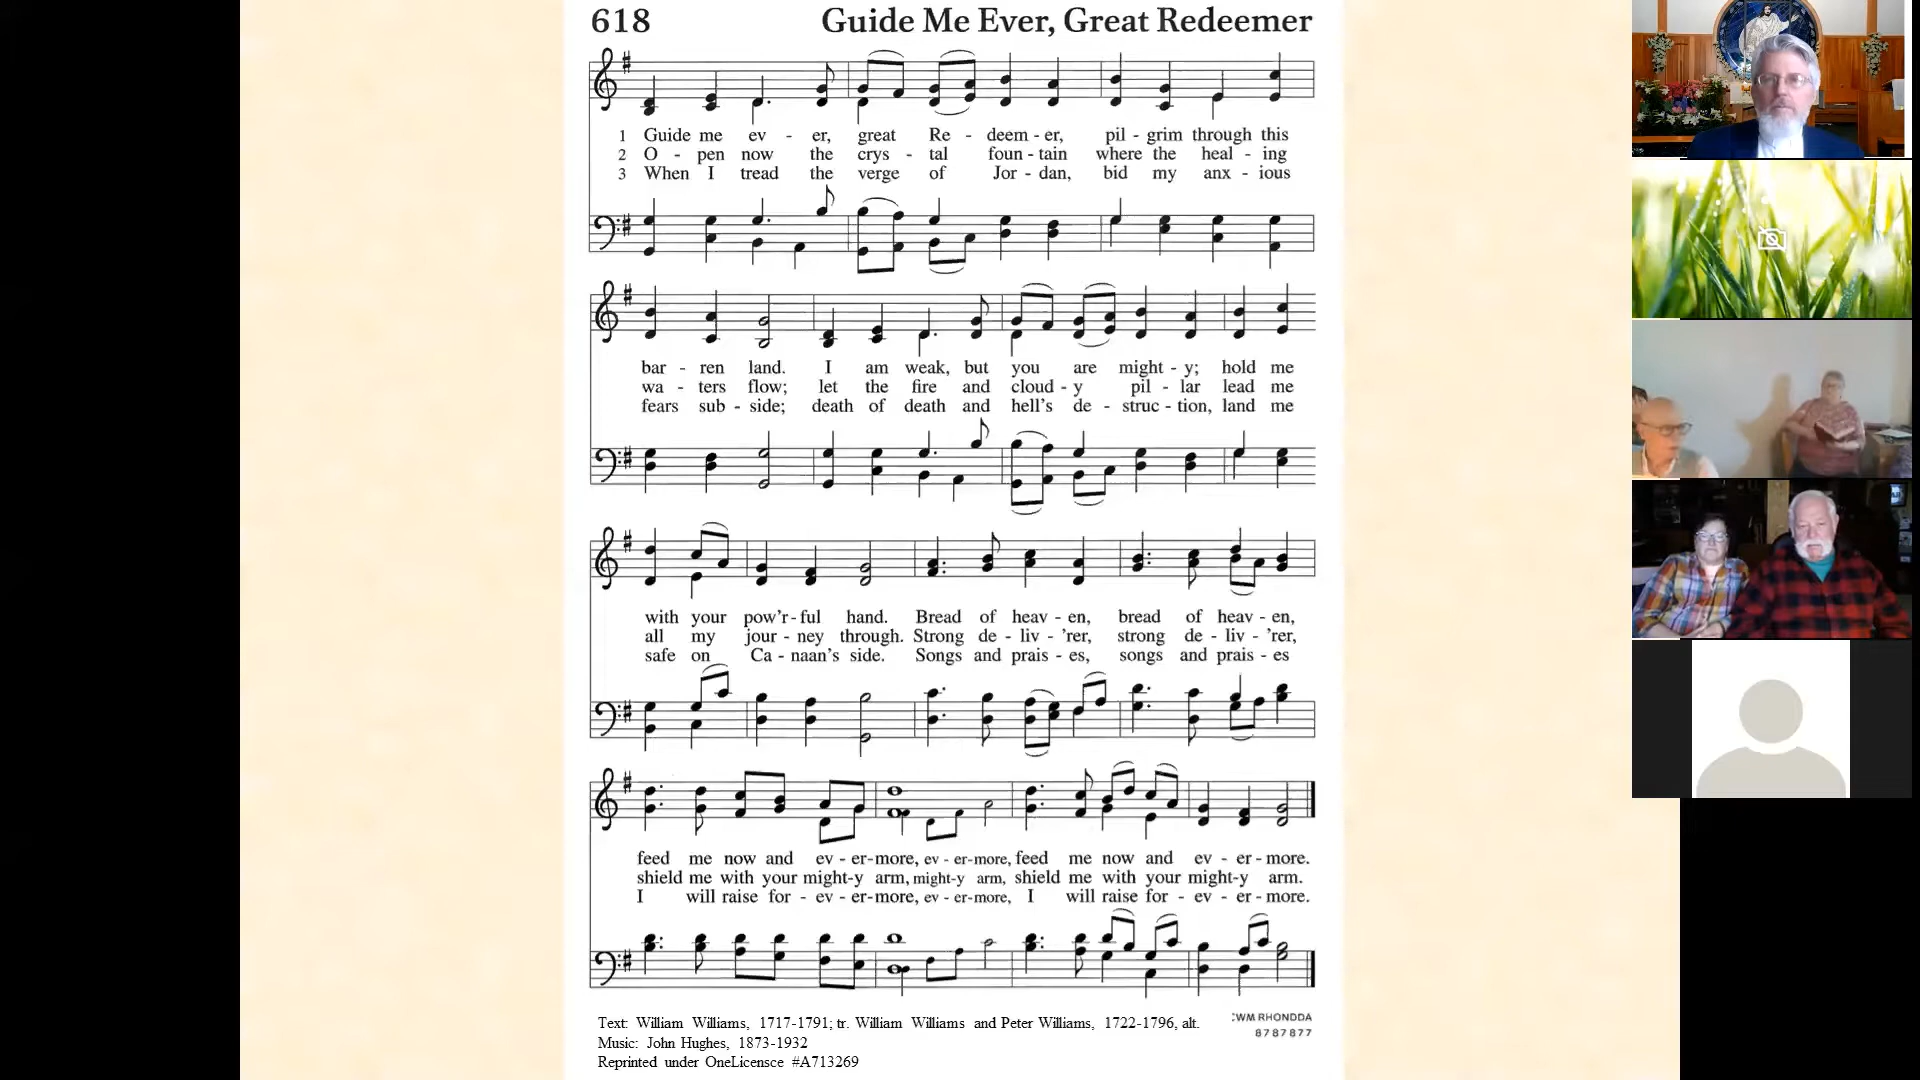 618 Guide Me Ever, Great Redeemer
1 Guide me ev - er, great Re - deem - er, pil - grim through this
2 O - pen now the crys - tal foun - tain where the heal - ing
3 When I tread the verge of Jor - dan, bid my anx - ious
bar - ren land. I am weak, but you are might - y; hold me
wa - ters flow; let the fire and cloud - y pil - lar lead me
fears sub - side; death of death and hell's de - struc - tion, land me
with your pow'r - ful hand. Bread of heav - en, bread of heav - en,
all my jour - ney through. Strong de - liv - 'rer, strong de - liv - 'rer,
safe on Ca - naan's side. Songs and prais - es, songs and prais - es
feed me now and ev - er-more, ev - er-more, feed me now and ev - er - more.
shield me with your might-y arm, might-y arm, shield me with your might-y arm.
I will raise for - ev - er-more, ev - er-more, I will raise for - ev - er - more.
Text: William Williams, 1717-1791; tr. William Williams and Peter Williams, 1722-1796, alt.
Music: John Hughes, 1873-1932
Reprinted under OneLicensce #A713269
CWM RHONDDA
8 7 8 7 8 7 7